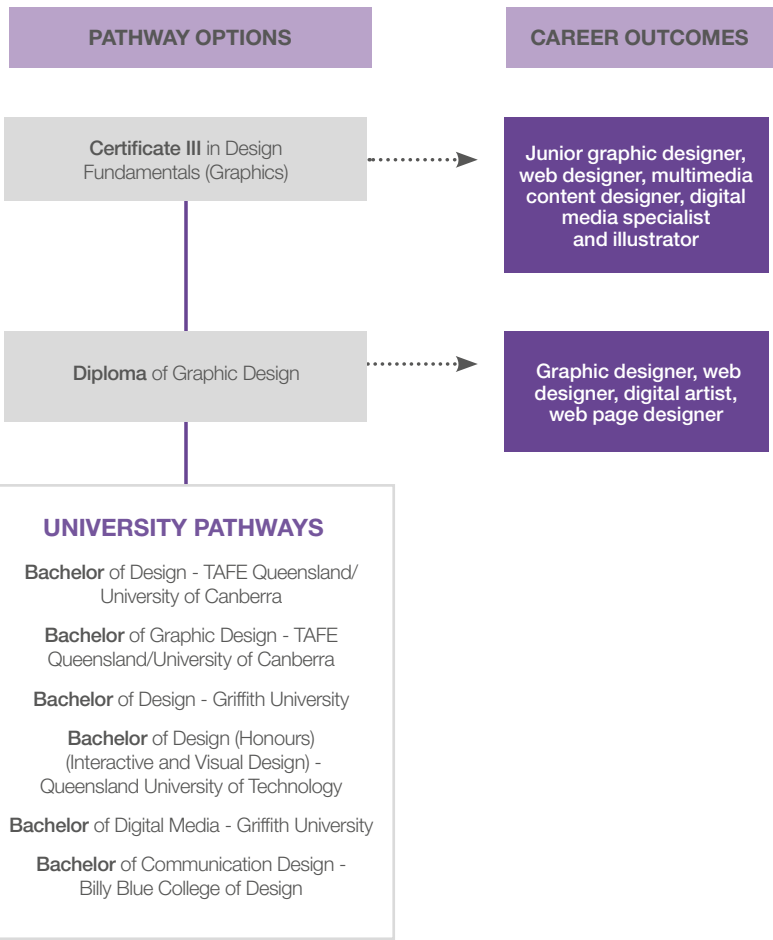 PATHWAY OPTIONS
CAREER OUTCOMES
Certificate III in Design
Fundamentals (Graphics)
Junior graphic designer,
web designer, multimedia
content designer, digital
media specialist
and illustrator
Diploma of Graphic Design
Graphic designer, web
designer, digital artist,
web page designer
UNIVERSITY PATHWAYS
Bachelor of Design - TAFE Queensland/
University of Canberra
Bachelor of Graphic Design - TAFE
Queensland/University of Canberra
Bachelor of Design - Griffith University
Bachelor of Design (Honours)
(Interactive and Visual Design) -
Queensland University of Technology
Bachelor of Digital Media - Griffith University
Bachelor of Communication Design -
Billy Blue College of Design